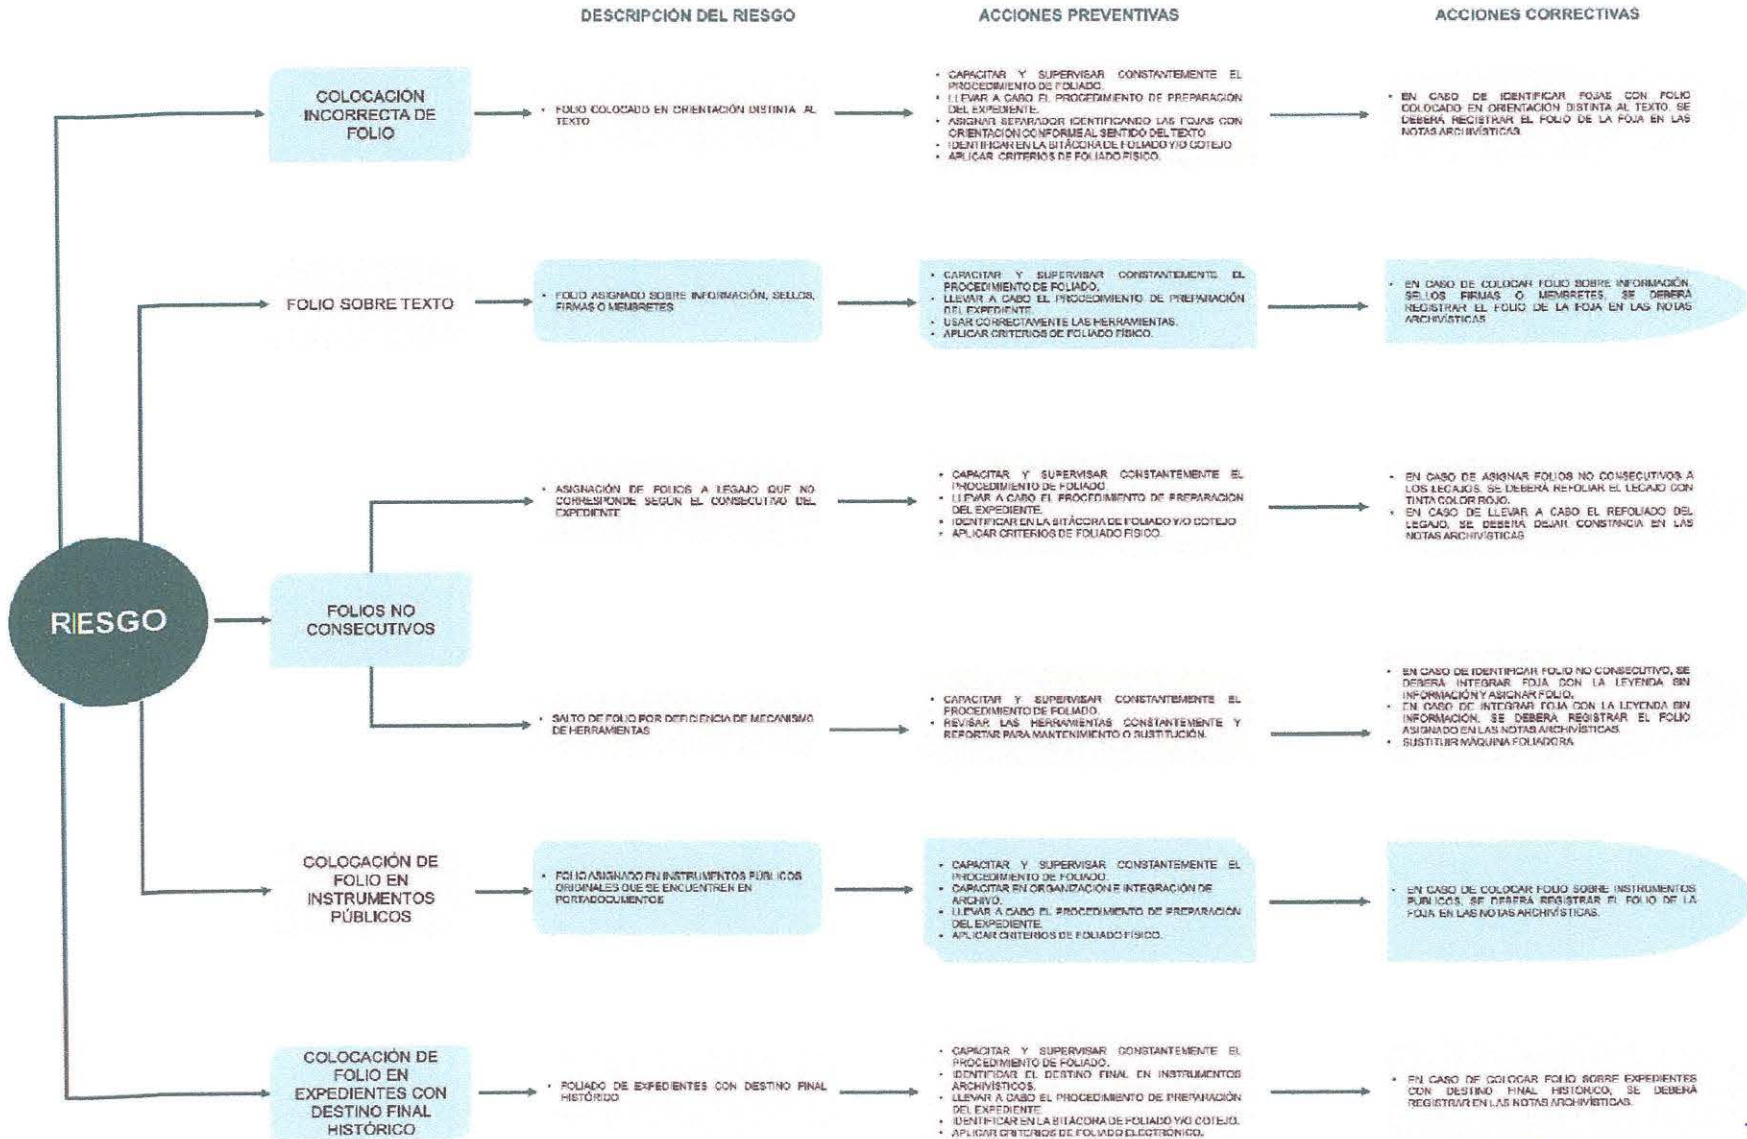 DESCRIPCIÓN DEL RIESGO
ACCIONES PREVENTIVAS
ACCIONES CORRECTIVAS
RIESGO
COLOCACIÓN
INCORRECTA DE
FOLIO
• FOLIO COLOCADO EN ORIENTACIÓN DISTINTA AL
TEXTO
• CAPACITAR Y SUPERVISAR CONSTANTEMENTE EL
PROCEDIMIENTO DE FOLIADO.
• LLEVAR A CABO EL PROCEDIMIENTO DE PREPARACIÓN
DEL EXPEDIENTE.
• ASIGNAR SEPARADOR IDENTIFICANDO LAS FOJAS CON
ORIENTACIÓN CONFORME AL SENTIDO DEL TEXTO
• IDENTIFICAR EN LA BITÁCORA DE FOLIADO Y/O COTEJO
• APLICAR CRITERIOS DE FOLIADO FÍSICO.
• EN CASO DE IDENTIFICAR FOJAS CON FOLIO
COLOCADO EN ORIENTACIÓN DISTINTA AL TEXTO, SE
DEBERÁ REGISTRAR EL FOLIO DE LA FOJA EN LAS
NOTAS ARCHIVÍSTICAS.
FOLIO SOBRE TEXTO
• FOLIO ASIGNADO SOBRE INFORMACIÓN, SELLOS,
FIRMAS O MEMBRETES
• CAPACITAR Y SUPERVISAR CONSTANTEMENTE EL
PROCEDIMIENTO DE FOLIADO.
• LLEVAR A CABO EL PROCEDIMIENTO DE PREPARACIÓN
DEL EXPEDIENTE.
• USAR CORRECTAMENTE LAS HERRAMIENTAS.
• APLICAR CRITERIOS DE FOLIADO FÍSICO.
• EN CASO DE COLOCAR FOLIO SOBRE INFORMACIÓN,
SELLOS FIRMAS O MEMBRETES, SE DEBERÁ
REGISTRAR EL FOLIO DE LA FOJA EN LAS NOTAS
ARCHIVÍSTICAS
FOLIOS NO
CONSECUTIVOS
• ASIGNACIÓN DE FOLIOS A LEGAJO QUE NO
CORRESPONDE SEGÚN EL CONSECUTIVO DEL
EXPEDIENTE
• CAPACITAR Y SUPERVISAR CONSTANTEMENTE EL
PROCEDIMIENTO DE FOLIADO.
• LLEVAR A CABO EL PROCEDIMIENTO DE PREPARACIÓN
DEL EXPEDIENTE.
• IDENTIFICAR EN LA BITÁCORA DE FOLIADO Y/O COTEJO
• APLICAR CRITERIOS DE FOLIADO FÍSICO.
• EN CASO DE ASIGNAR FOLIOS NO CONSECUTIVOS A
LOS LEGAJOS, SE DEBERÁ REFOLIAR EL LEGAJO CON
TINTA COLOR ROJO.
• EN CASO DE LLEVAR A CABO EL REFOLIADO DEL
LEGAJO, SE DEBERÁ DEJAR CONSTANCIA EN LAS
NOTAS ARCHIVÍSTICAS
• SALTO DE FOLIO POR DEFICIENCIA DE MECANISMO
DE HERRAMIENTAS
• CAPACITAR Y SUPERVISAR CONSTANTEMENTE EL
PROCEDIMIENTO DE FOLIADO.
• REVISAR LAS HERRAMIENTAS CONSTANTEMENTE Y
REPORTAR PARA MANTENIMIENTO O SUSTITUCIÓN.
• EN CASO DE IDENTIFICAR FOLIO NO CONSECUTIVO, SE
DEBERÁ INTEGRAR FOJA CON LA LEYENDA SIN
INFORMACIÓN Y ASIGNAR FOLIO.
• EN CASO DE INTEGRAR FOJA CON LA LEYENDA SIN
INFORMACIÓN, SE DEBERÁ REGISTRAR EL FOLIO
ASIGNADO EN LAS NOTAS ARCHIVÍSTICAS.
• SUSTITUIR MÁQUINA FOLIADORA
COLOCACIÓN DE
FOLIO EN
INSTRUMENTOS
PÚBLICOS
• FOLIO ASIGNADO EN INSTRUMENTOS PÚBLICOS
ORIGINALES QUE SE ENCUENTREN EN
PORTADOCUMENTOS
• CAPACITAR Y SUPERVISAR CONSTANTEMENTE EL
PROCEDIMIENTO DE FOLIADO.
• CAPACITAR EN ORGANIZACIÓN E INTEGRACIÓN DE
ARCHIVO.
• LLEVAR A CABO EL PROCEDIMIENTO DE PREPARACIÓN
DEL EXPEDIENTE.
• APLICAR CRITERIOS DE FOLIADO FÍSICO.
• EN CASO DE COLOCAR FOLIO SOBRE INSTRUMENTOS
PÚBLICOS, SE DEBERÁ REGISTRAR EL FOLIO DE LA
FOJA EN LAS NOTAS ARCHIVÍSTICAS.
COLOCACIÓN DE
FOLIO EN
EXPEDIENTES CON
DESTINO FINAL
HISTÓRICO
• FOLIADO DE EXPEDIENTES CON DESTINO FINAL
HISTÓRICO
• CAPACITAR Y SUPERVISAR CONSTANTEMENTE EL
PROCEDIMIENTO DE FOLIADO.
• IDENTIFICAR EL DESTINO FINAL EN INSTRUMENTOS
ARCHIVÍSTICOS.
• LLEVAR A CABO EL PROCEDIMIENTO DE PREPARACIÓN
DEL EXPEDIENTE
• IDENTIFICAR EN LA BITÁCORA DE FOLIADO Y/O COTEJO.
• APLICAR CRITERIOS DE FOLIADO ELECTRÓNICO.
• EN CASO DE COLOCAR FOLIO SOBRE EXPEDIENTES
CON DESTINO FINAL HISTÓRICO, SE DEBERÁ
REGISTRAR EN LAS NOTAS ARCHIVÍSTICAS.